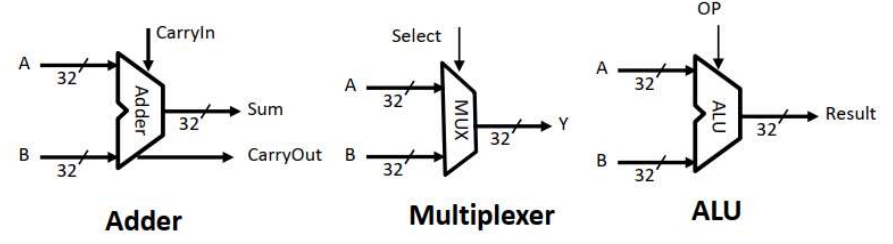 CarryIn
A
32
Adder
32
Sum
B
32
CarryOut
Adder
Select
A
32
MUX
32
Y
B
32
Multiplexer
OP
A
32
ALU
32
Result
B
32
ALU